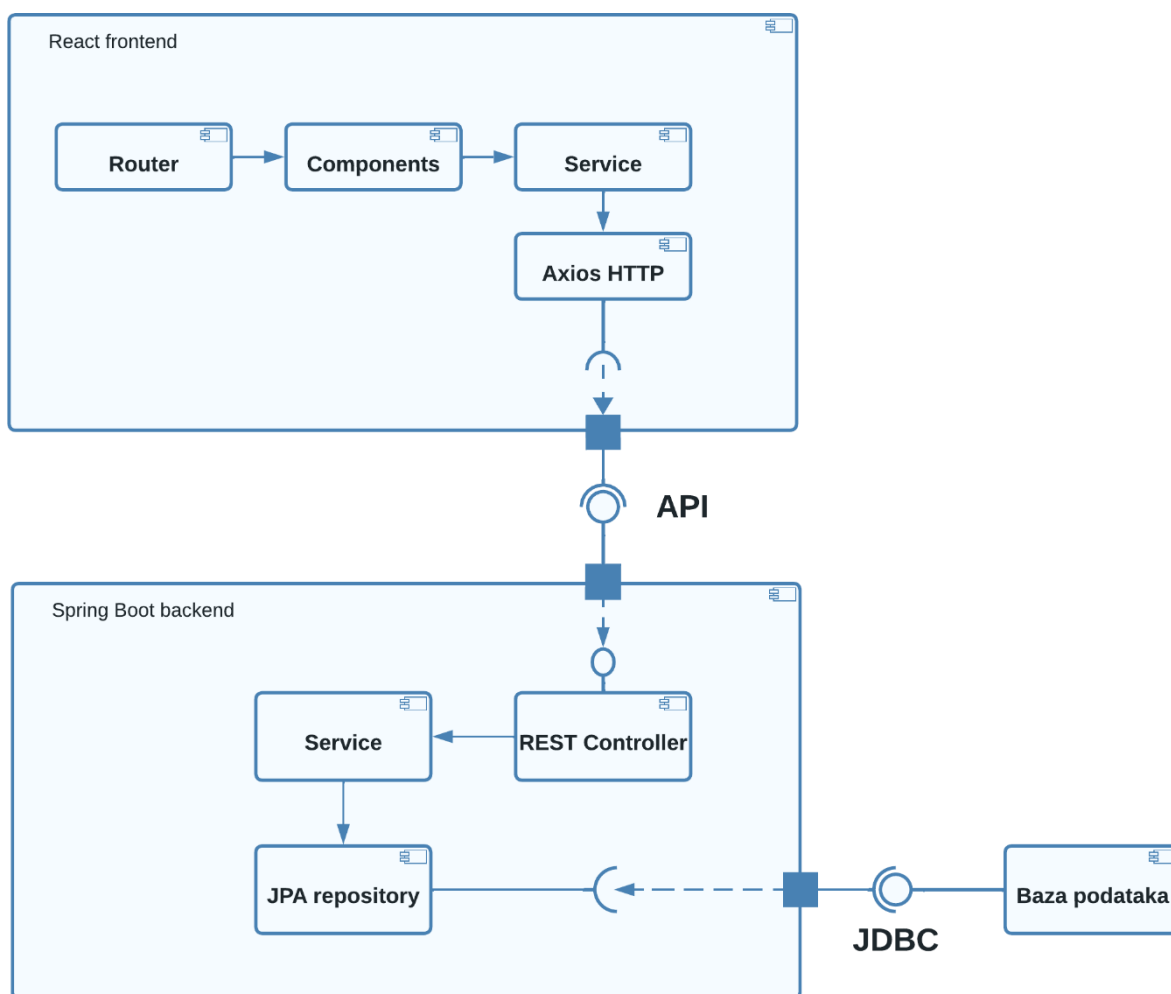 React frontend
Router
Components
Service
Axios HTTP
API
Spring Boot backend
Service
REST Controller
JPA repository
Baza podataka
JDBC